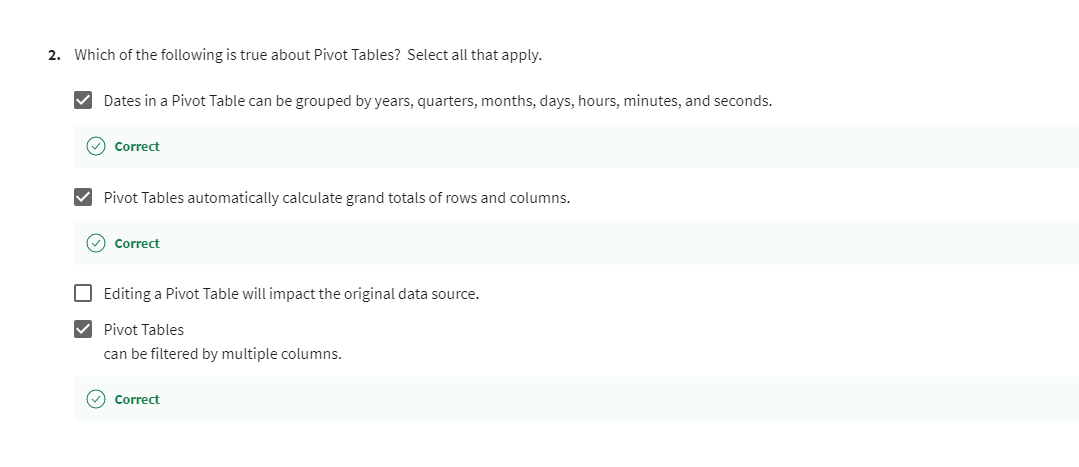 2. Which of the following is true about Pivot Tables? Select all that apply.
Dates in a Pivot Table can be grouped by years, quarters, months, days, hours, minutes, and seconds.
Correct
Pivot Tables automatically calculate grand totals of rows and columns.
Correct
Editing a Pivot Table will impact the original data source.
Pivot Tables
can be filtered by multiple columns.
Correct